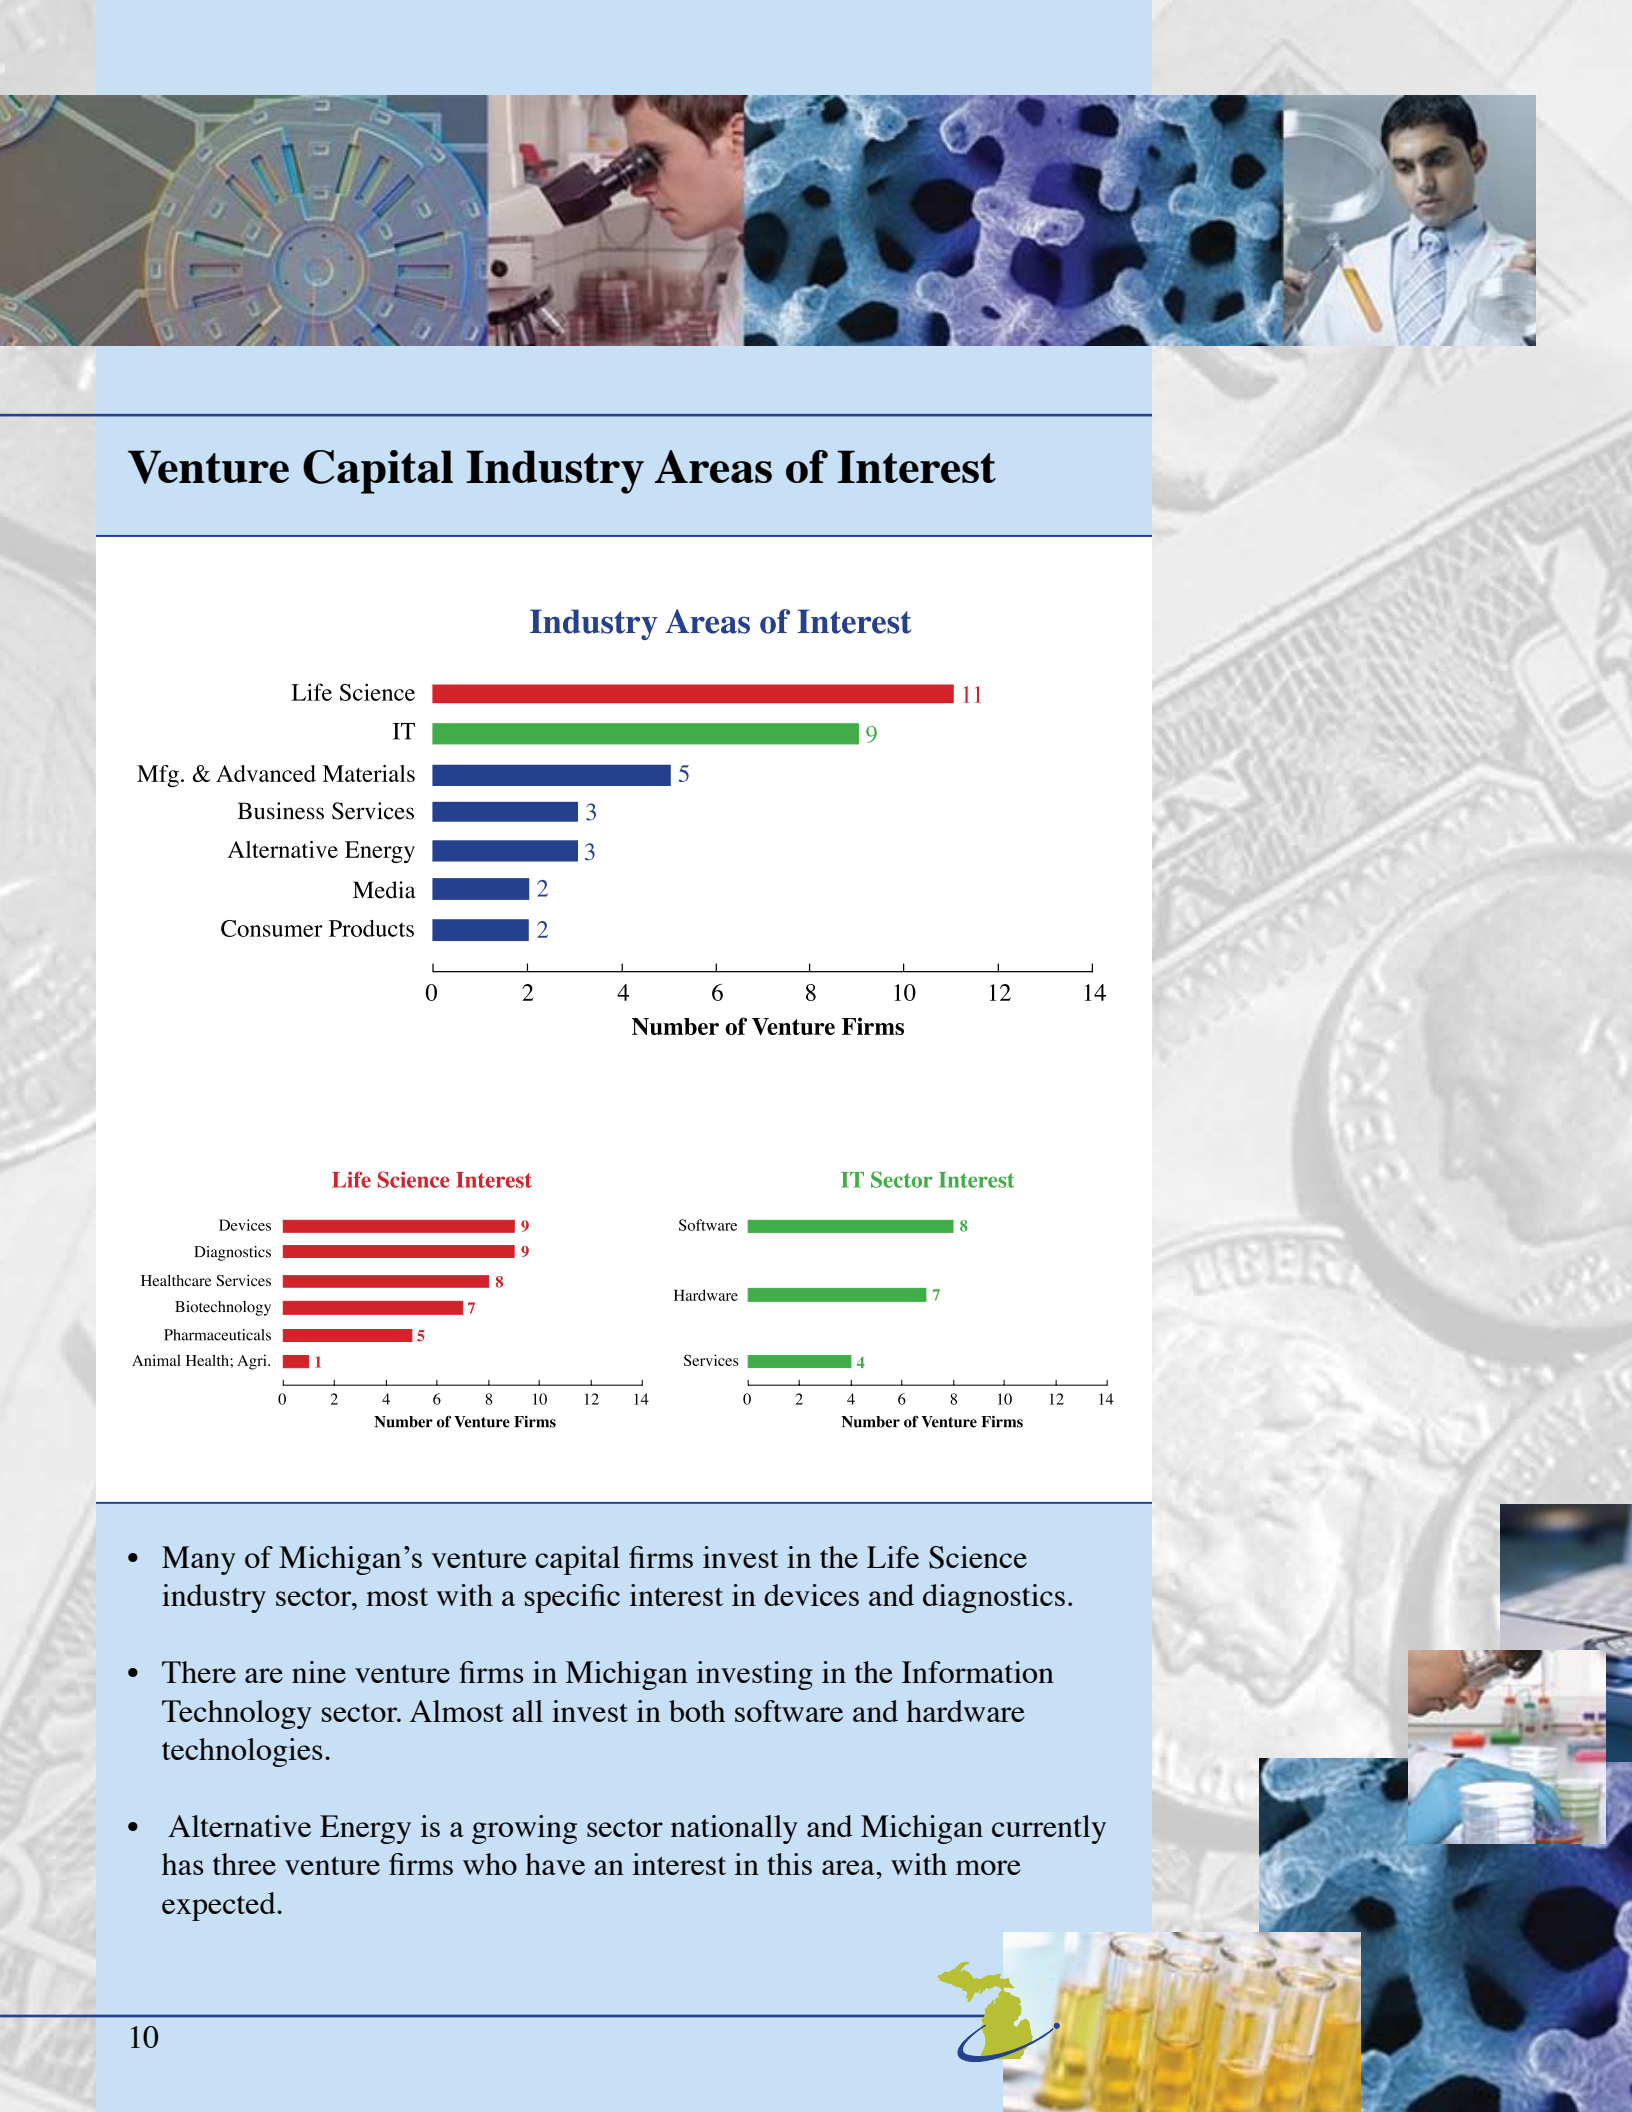 Venture Capital Industry Areas of Interest
Industry Areas of Interest
Life Science 11
IT 9
Mfg. & Advanced Materials 5
Business Services 3
Alternative Energy 3
Media 2
Consumer Products 2
0 2 4 6 8 10 12 14
Number of Venture Firms
Life Science Interest
Devices 9
Diagnostics 9
Healthcare Services 8
Biotechnology 7
Pharmaceuticals 5
Animal Health; Agri. 1
0 2 4 6 8 10 12 14
Number of Venture Firms
IT Sector Interest
Software 8
Hardware 7
Services 4
0 2 4 6 8 10 12 14
Number of Venture Firms
• Many of Michigan’s venture capital firms invest in the Life Science
industry sector, most with a specific interest in devices and diagnostics.
• There are nine venture firms in Michigan investing in the Information
Technology sector. Almost all invest in both software and hardware
technologies.
• Alternative Energy is a growing sector nationally and Michigan currently
has three venture firms who have an interest in this area, with more
expected.
10